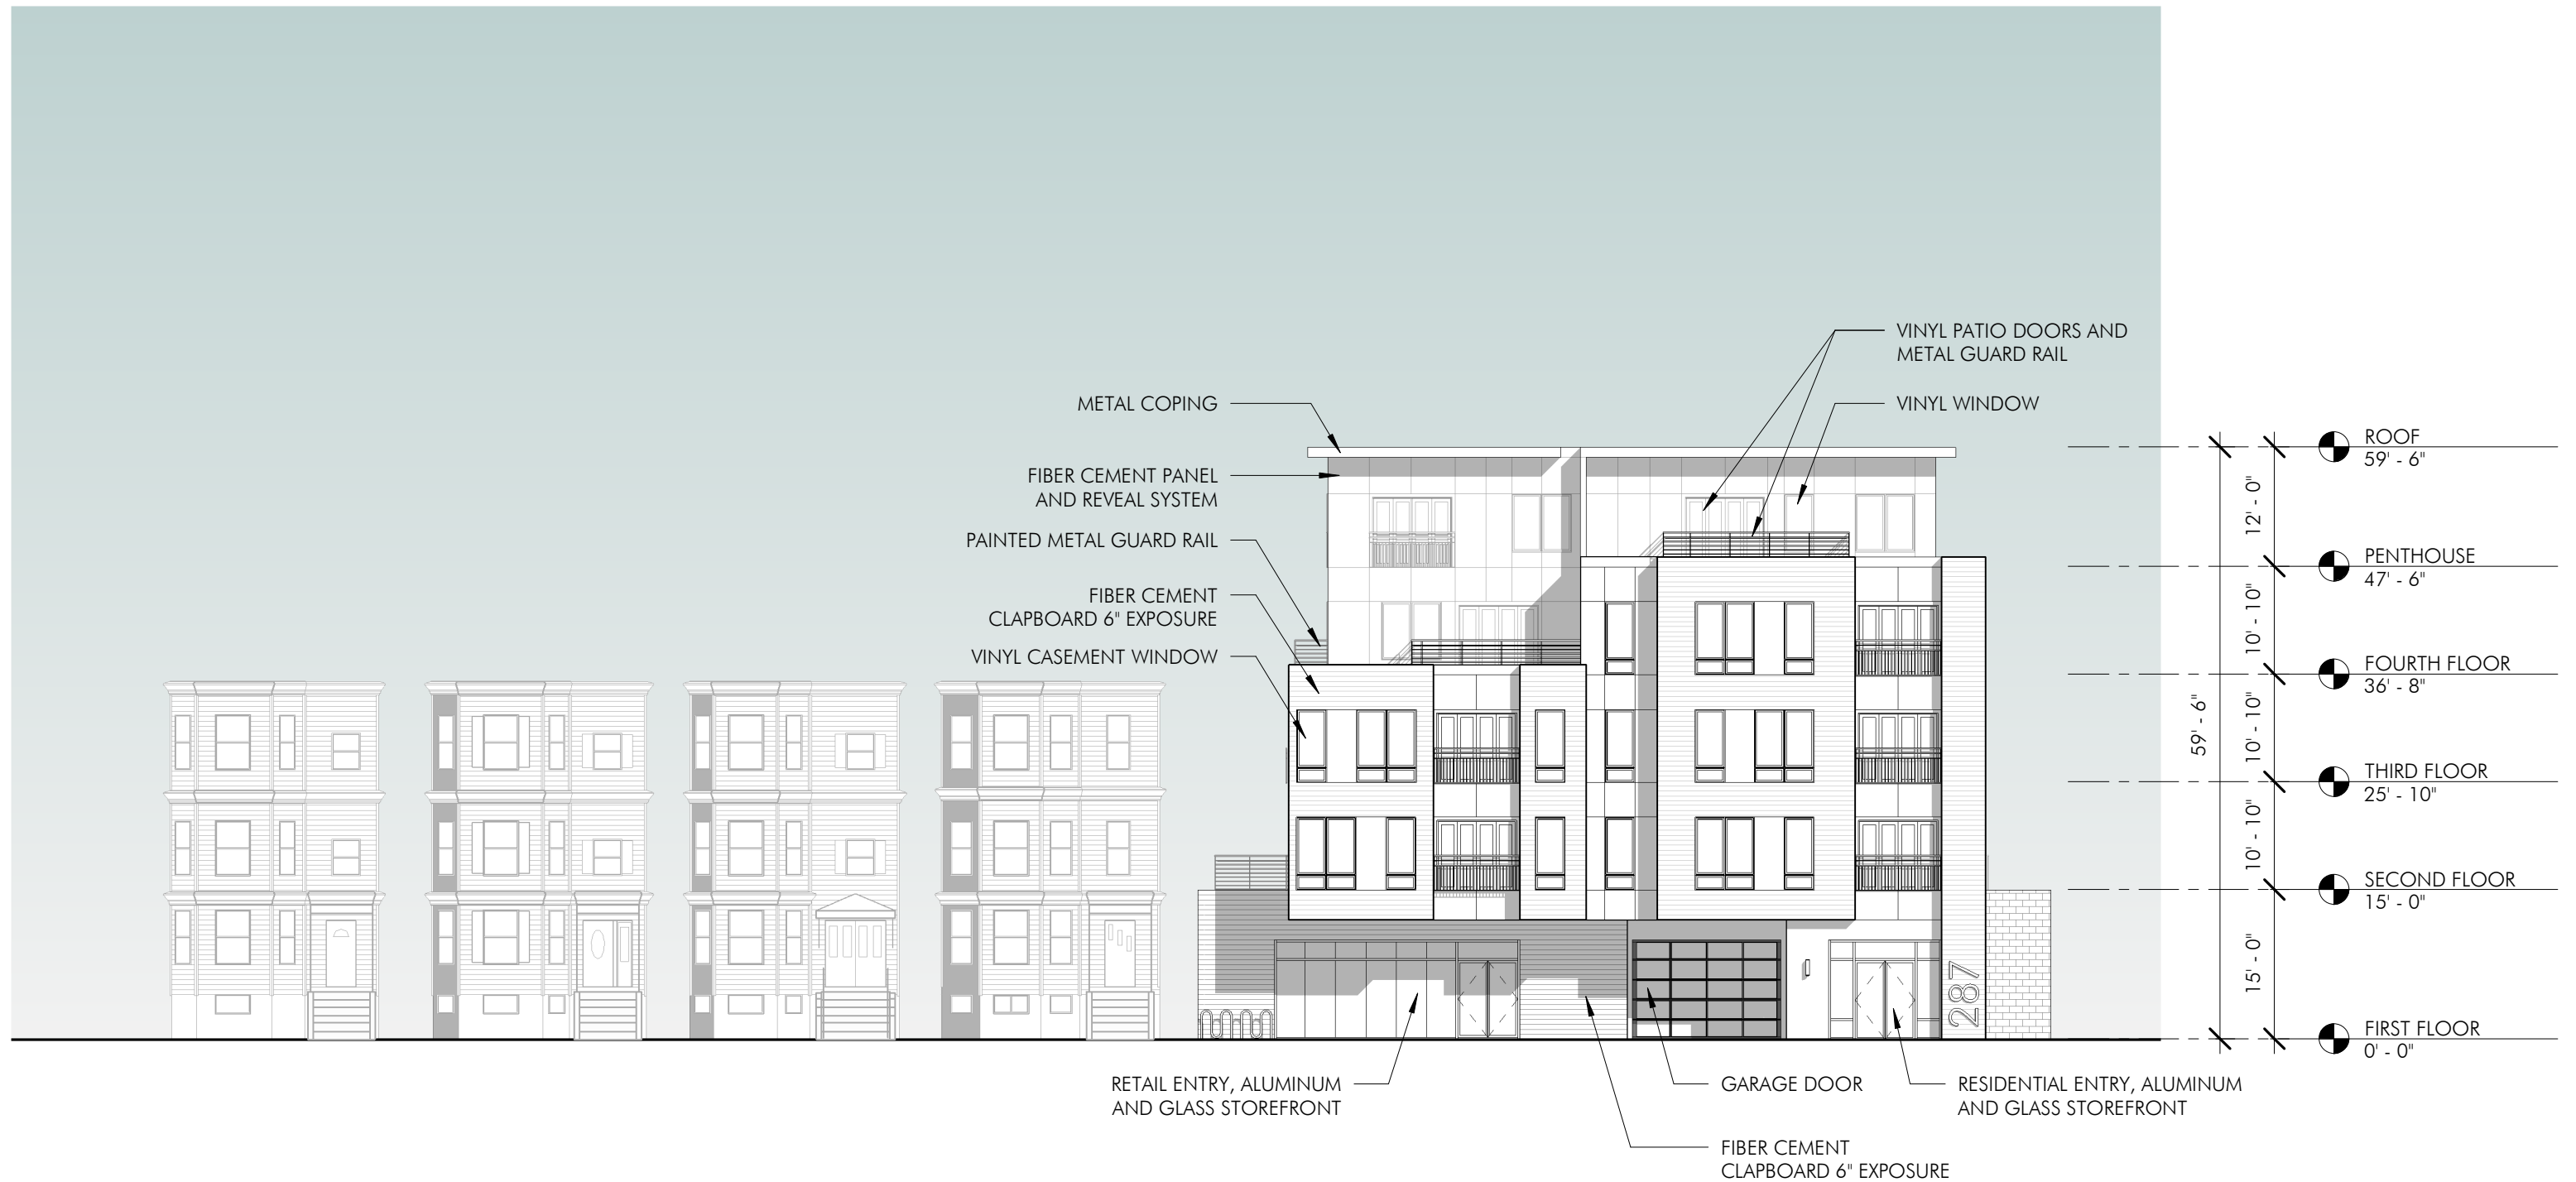 VINYL PATIO DOORS AND
METAL GUARD RAIL
METAL COPING
VINYL WINDOW
FIBER CEMENT PANEL
AND REVEAL SYSTEM
PAINTED METAL GUARD RAIL
FIBER CEMENT
CLAPBOARD 6" EXPOSURE
VINYL CASEMENT WINDOW
287
RETAIL ENTRY, ALUMINUM
AND GLASS STOREFRONT
GARAGE DOOR
RESIDENTIAL ENTRY, ALUMINUM
AND GLASS STOREFRONT
FIBER CEMENT
CLAPBOARD 6" EXPOSURE
59' - 6"
12' - 0"
10' - 10"
10' - 10"
10' - 10"
15' - 0"
ROOF
59' - 6"
PENTHOUSE
47' - 6"
FOURTH FLOOR
36' - 8"
THIRD FLOOR
25' - 10"
SECOND FLOOR
15' - 0"
FIRST FLOOR
0' - 0"